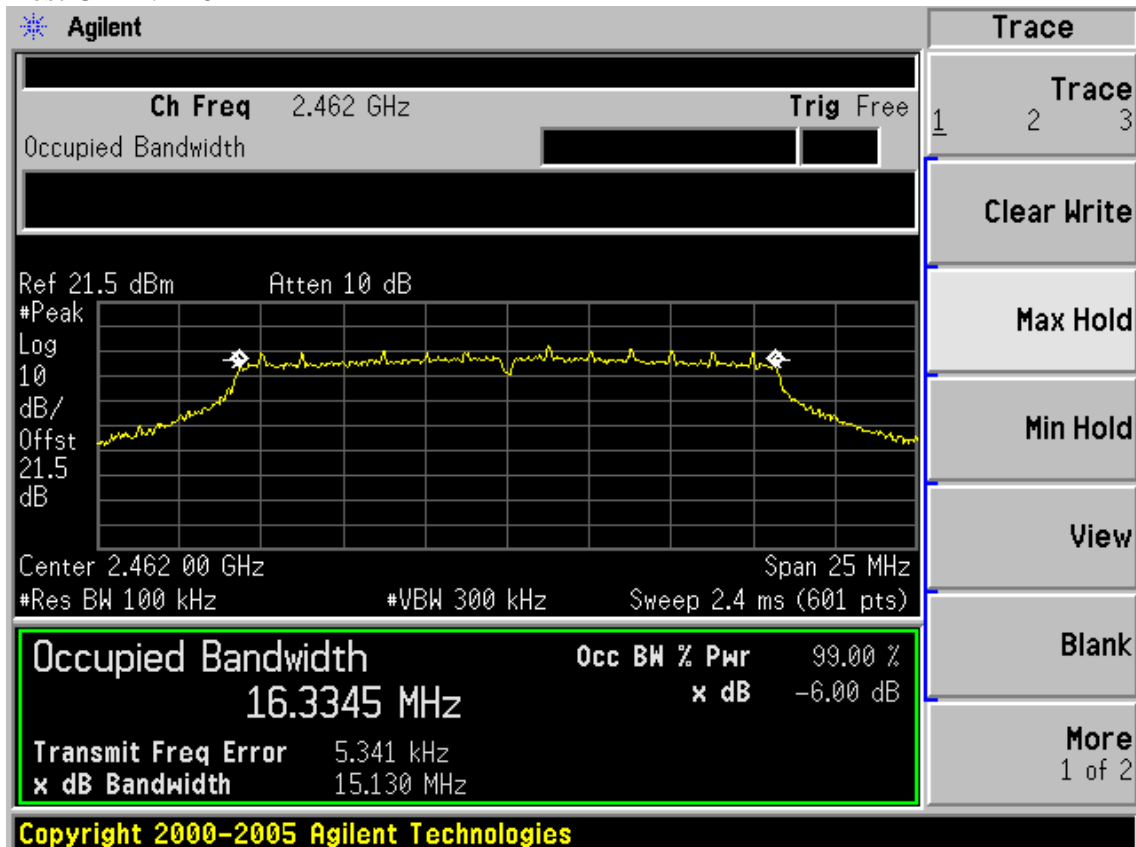 Agilent
Trace
Ch Freq 2.462 GHz Trig Free
Occupied Bandwidth
Trace
1 2 3
Clear Write
Max Hold
Min Hold
View
Blank
More
1 of 2
Ref 21.5 dBm Atten 10 dB
#Peak
Log
10
dB/
Offst
21.5
dB
Center 2.462 00 GHz Span 25 MHz
#Res BW 100 kHz #VBW 300 kHz Sweep 2.4 ms (601 pts)
Occupied Bandwidth Occ BW % Pwr 99.00 %
16.3345 MHz x dB -6.00 dB
Transmit Freq Error 5.341 kHz
x dB Bandwidth 15.130 MHz
Copyright 2000-2005 Agilent Technologies